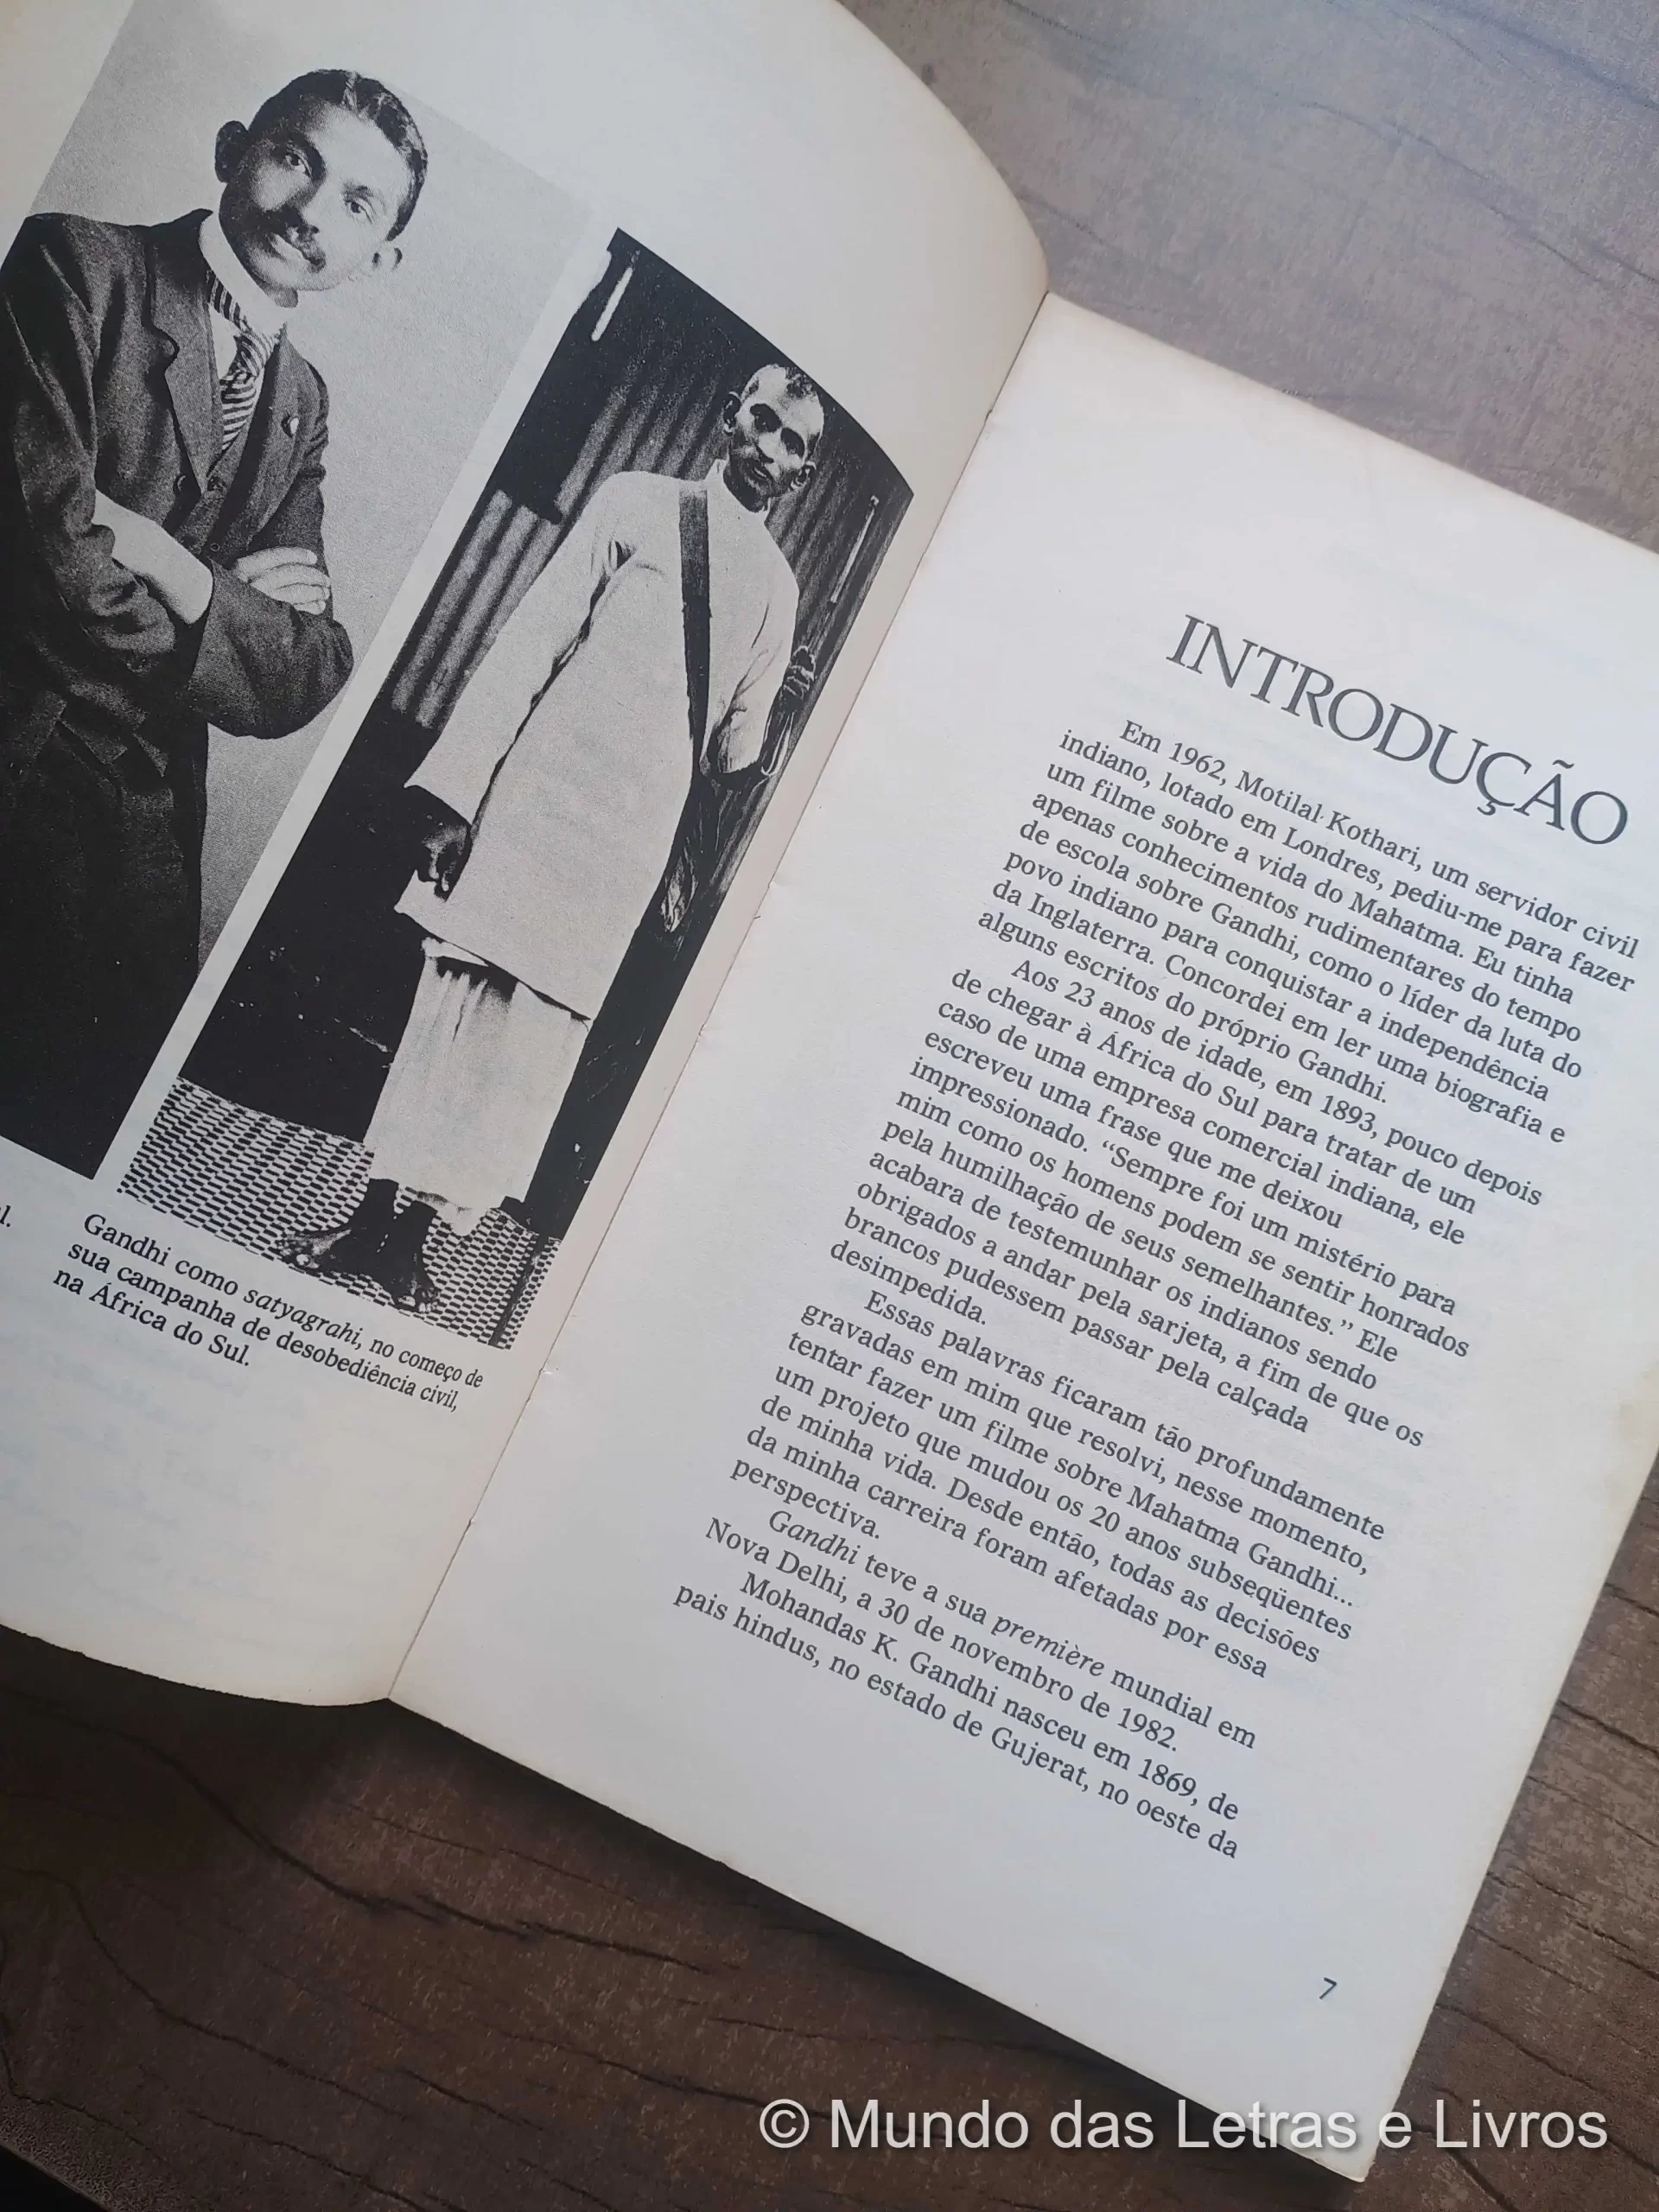 l.
Gandhi como satyagrahi, no começo de
sua campanha de desobediência civil,
na África do Sul.
INTRODUÇÃO
Em 1962, Motilal Kothari, um servidor civil
indiano, lotado em Londres, pediu-me para fazer
um filme sobre a vida do Mahatma. Eu tinha
apenas conhecimentos rudimentares do tempo
de escola sobre Gandhi, como o líder da luta do
povo indiano para conquistar a independência
da Inglaterra. Concordei em ler uma biografia e
alguns escritos do próprio Gandhi.
Aos 23 anos de idade, em 1893, pouco depois
de chegar à África do Sul para tratar de um
caso de uma empresa comercial indiana, ele
escreveu uma frase que me deixou
impressionado. “Sempre foi um mistério para
mim como os homens podem se sentir honrados
pela humilhação de seus semelhantes.” Ele
acabara de testemunhar os indianos sendo
obrigados a andar pela sarjeta, a fim de que os
brancos pudessem passar pela calçada
desimpedida.
Essas palavras ficaram tão profundamente
gravadas em mim que resolvi, nesse momento,
tentar fazer um filme sobre Mahatma Gandhi...
um projeto que mudou os 20 anos subseqüentes
de minha vida. Desde então, todas as decisões
da minha carreira foram afetadas por essa
perspectiva.
Gandhi teve a sua première mundial em
Nova Delhi, a 30 de novembro de 1982.
Mohandas K. Gandhi nasceu em 1869, de
pais hindus, no estado de Gujerat, no oeste da
7
© Mundo das Letras e Livros